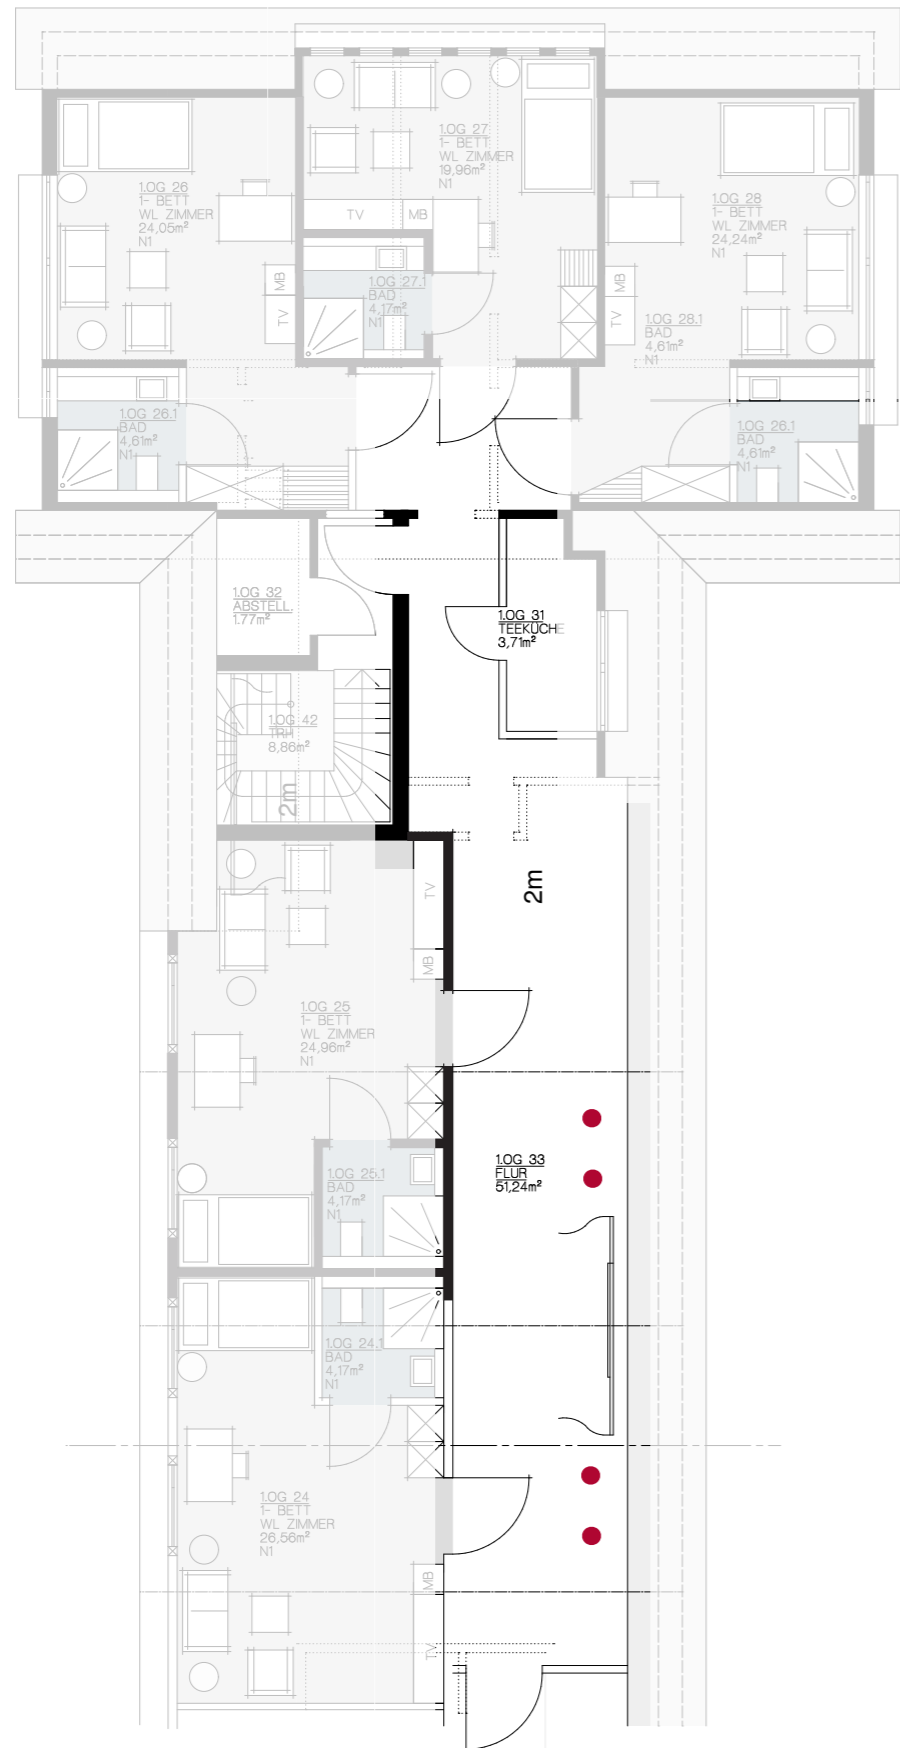 1.OG 27
1- BETT
WL ZIMMER
19,96m²
N1
TV
MB
1.OG 26
1- BETT
WL ZIMMER
24,05m²
N1
MB
TV
1.OG 28
1- BETT
WL ZIMMER
24,24m²
N1
MB
TV
1.OG 27.1
BAD
4,17m²
N1
1.OG 28.1
BAD
4,61m²
N1
1.OG 26.1
BAD
4,61m²
N1
1.OG 26.1
BAD
4,61m²
N1
1.OG 32
ABSTELL.
1.77m²
1.OG 31
TEEKÜCHE
3,71m²
1.OG 42
TRH
8,86m²
2m
2m
TV
MB
1.OG 25
1- BETT
WL ZIMMER
24,96m²
N1
1.OG 25.1
BAD
4,17m²
N1
1.OG 33
FLUR
51,24m²
1.OG 24.1
BAD
4,17m²
N1
1.OG 24
1- BETT
WL ZIMMER
26,56m²
N1
MB
TV